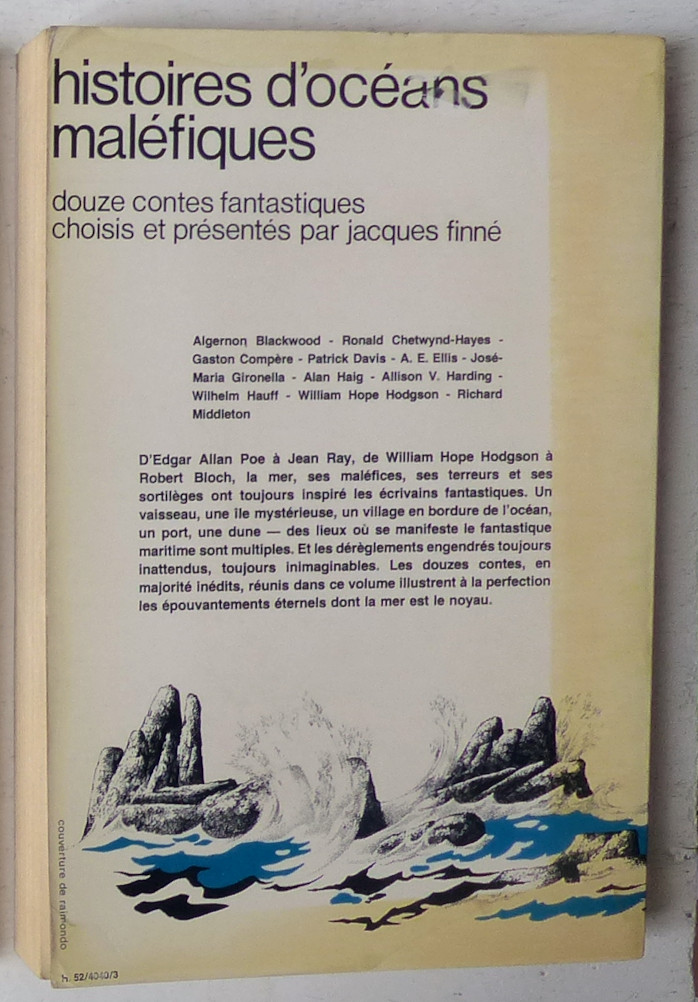 histoires d'océans
maléfiques
douze contes fantastiques
choisis et présentés par jacques finné
Algernon Blackwood - Ronald Chetwynd-Hayes -
Gaston Compère - Patrick Davis - A. E. Ellis - José-
Maria Gironella - Alan Haig - Allison V. Harding -
Wilhelm Hauff - William Hope Hodgson - Richard
Middleton
D'Edgar Allan Poe à Jean Ray, de William Hope Hodgson à
Robert Bloch, la mer, ses maléfices, ses terreurs et ses
sortilèges ont toujours inspiré les écrivains fantastiques. Un
vaisseau, une île mystérieuse, un village en bordure de l'océan,
un port, une dune — des lieux où se manifeste le fantastique
maritime sont multiples. Et les dérèglements engendrés toujours
inattendus, toujours inimaginables. Les douzes contes, en
majorité inédits, réunis dans ce volume illustrent à la perfection
les épouvantements éternels dont la mer est le noyau.
couverture de raimondo
h. 52/4040/3